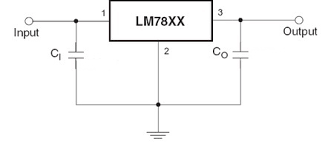 1
LM78XX
3
Input
Output
2
CI
CO